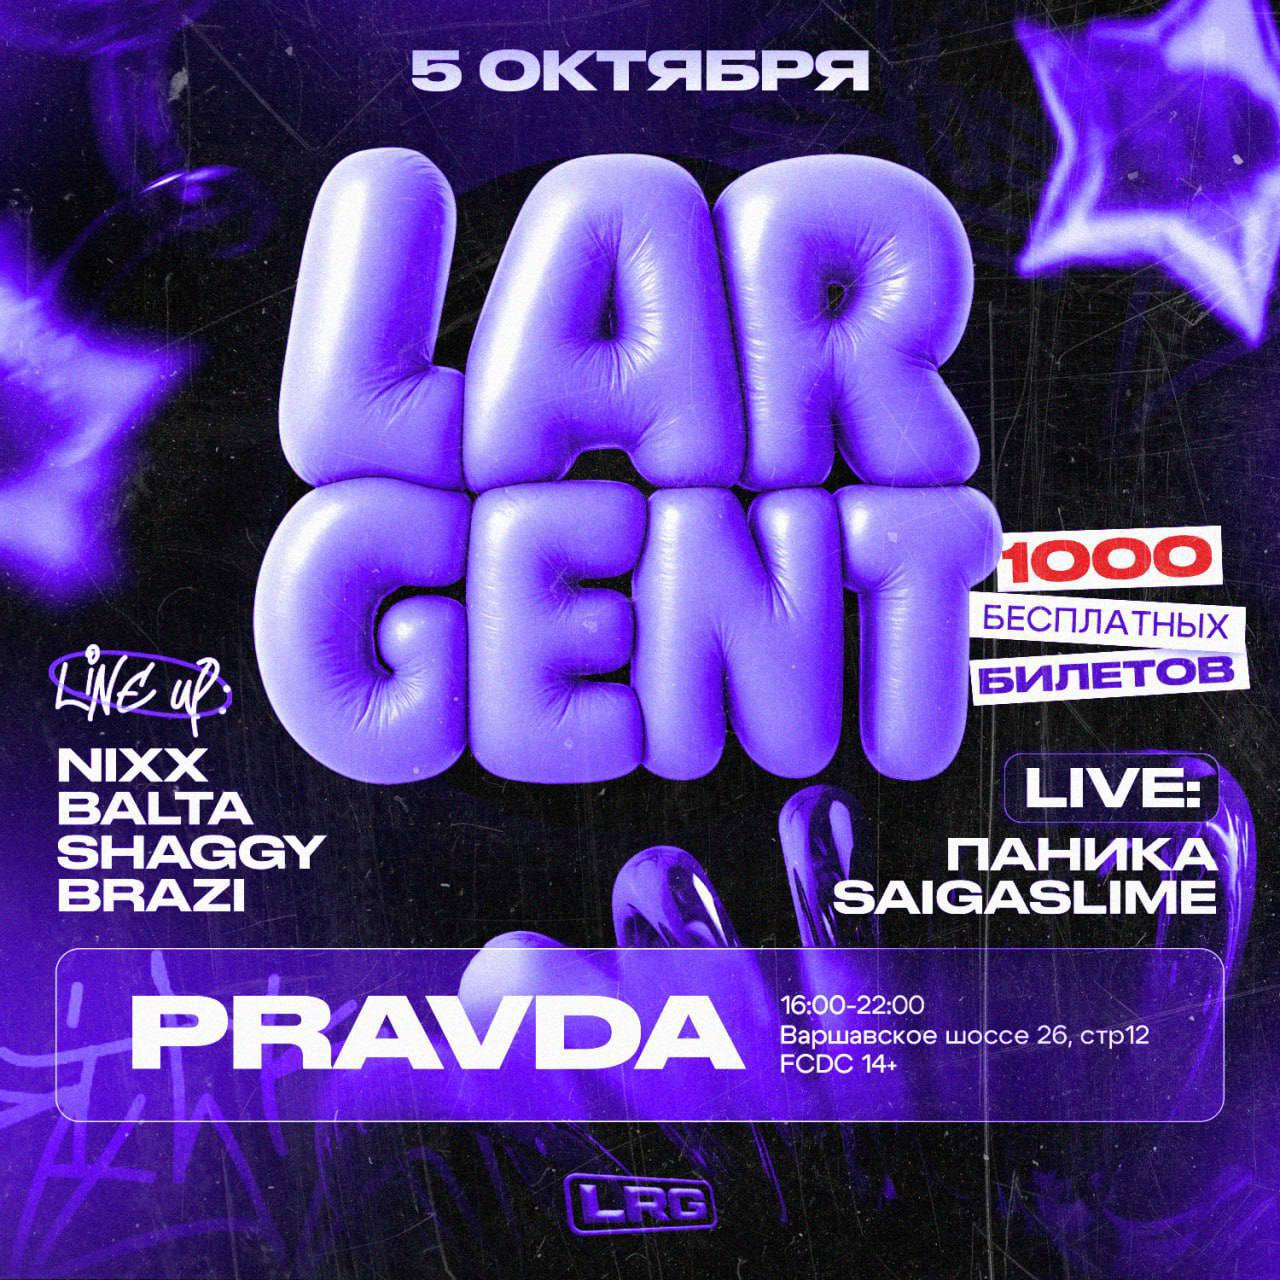 5 ОКТЯБРЯ
LAR
GENT
1000
БЕСПЛАТНЫХ
БИЛЕТОВ
LINE UP:
NIXX
BALTA
SHAGGY
BRAZI
LIVE:
ПАНИКА
SAIGASLIME
PRAVDA
16:00-22:00
Варшавское шоссе 26, стр12
FCDC 14+
LRG